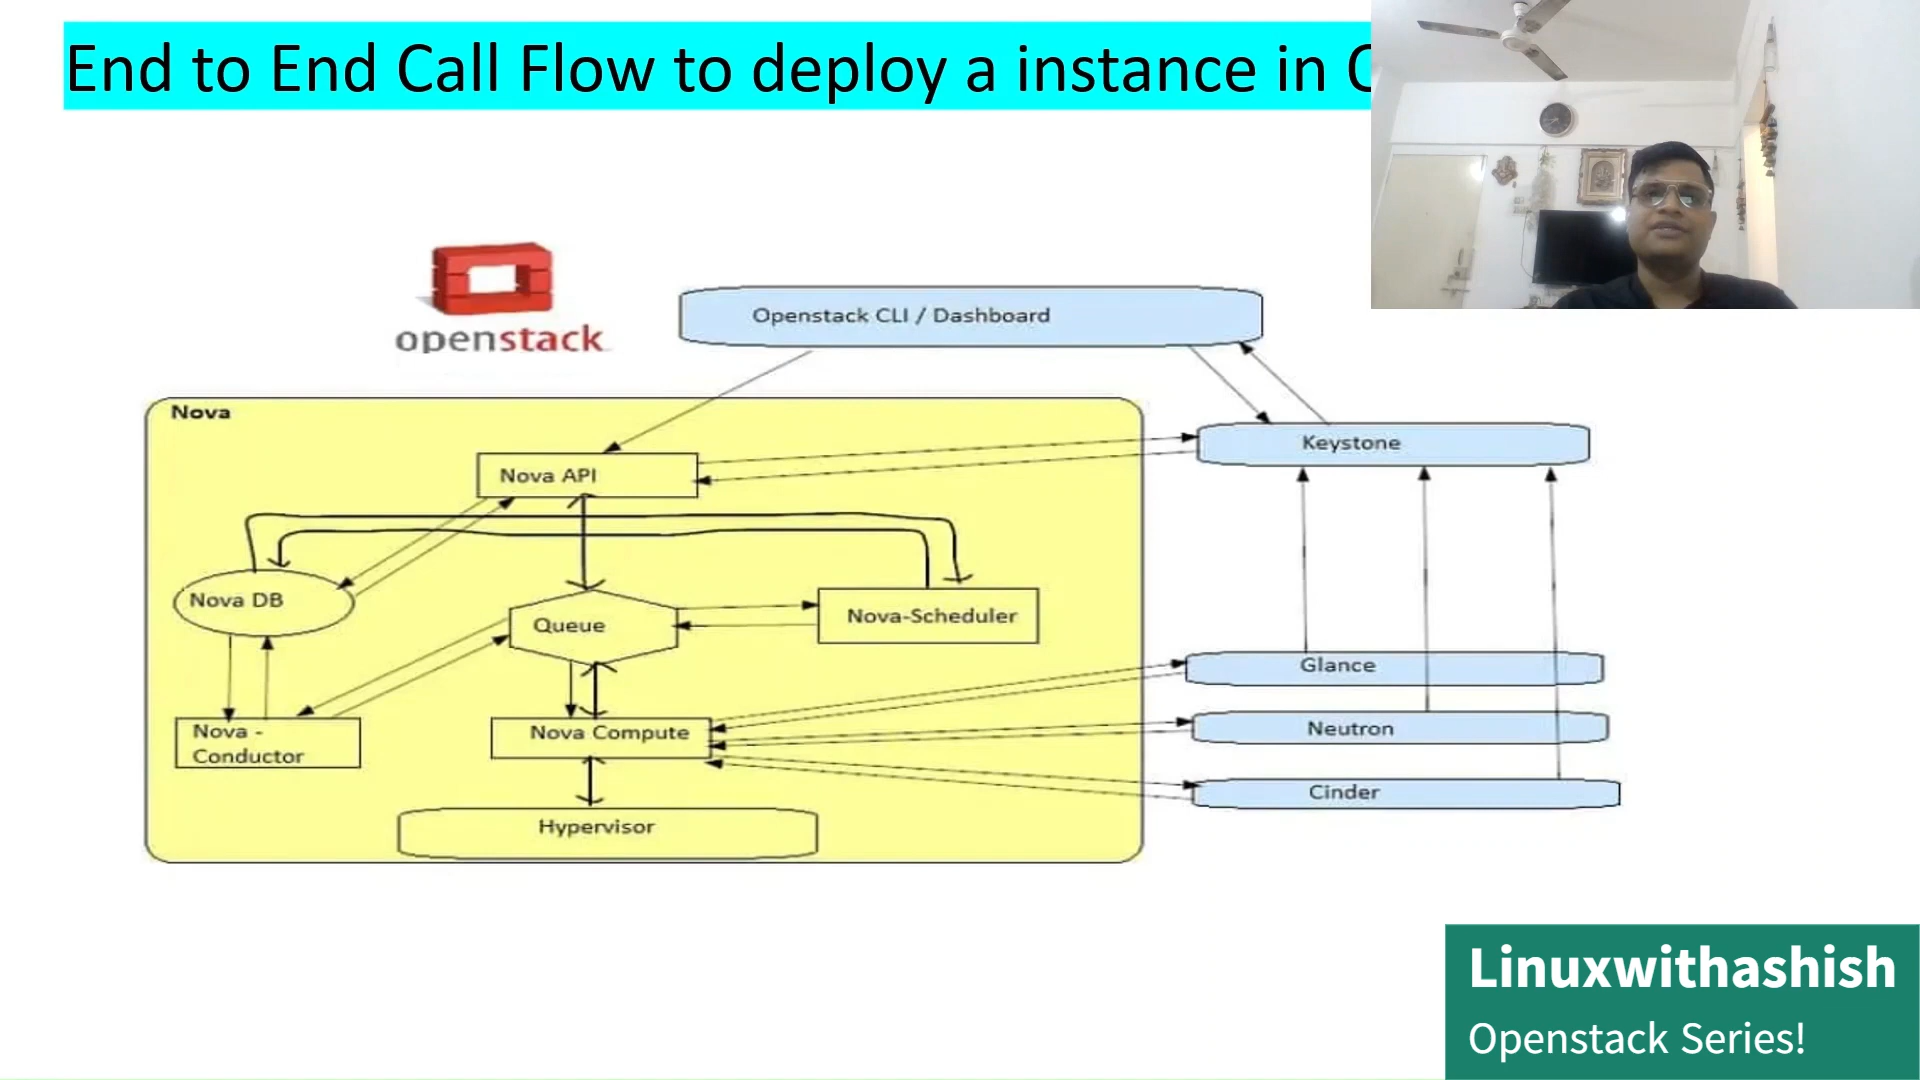 End to End Call Flow to deploy a instance in
openstack
Openstack CLI / Dashboard
Nova
Keystone
Nova API
Nova DB
Queue
Nova-Scheduler
Glance
Nova -
Conductor
Nova Compute
Neutron
Cinder
Hypervisor
Linuxwithashish
Openstack Series!